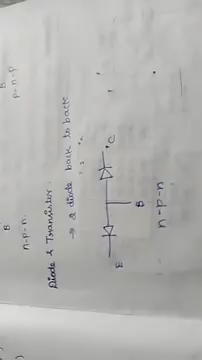 B
p-n-p
B
n-p-n.
Diode & Transistor.
→ 2 diode back to back
E
B
C
n-p-n